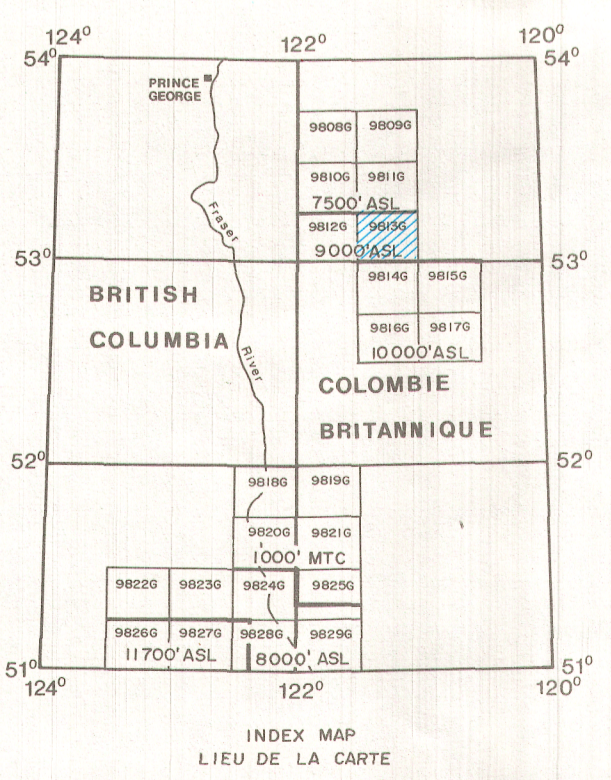 124° 122° 120°
54° 54°
PRINCE
GEORGE
9808G 9809G
9810G 9811G
7500' ASL
Fraser
9812G 9813G
9000' ASL
53° 53°
9814G 9815G
BRITISH
9816G 9817G
COLUMBIA
10000' ASL
River
COLOMBIE
BRITANNIQUE
52° 52°
9818G 9819G
9820G 9821G
1000' MTC
9822G 9823G 9824G 9825G
9826G 9827G 9828G 9829G
11700' ASL 8000' ASL
51° 51°
124° 122° 120°
INDEX MAP
LIEU DE LA CARTE